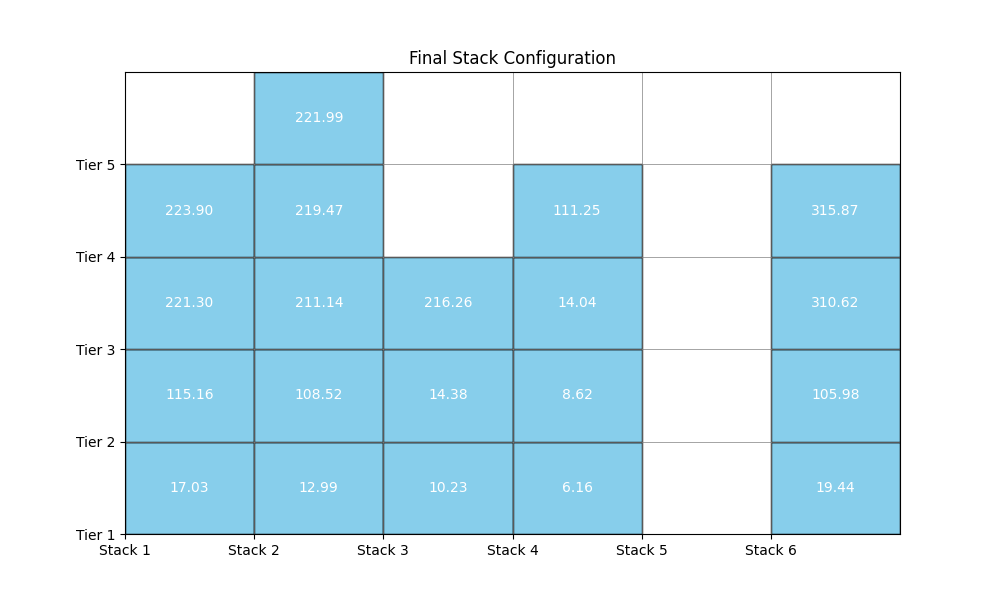 Final Stack Configuration
221.99
Tier 5
223.90 219.47 111.25 315.87
Tier 4
221.30 211.14 216.26 14.04 310.62
Tier 3
115.16 108.52 14.38 8.62 105.98
Tier 2
17.03 12.99 10.23 6.16 19.44
Tier 1
Stack 1 Stack 2 Stack 3 Stack 4 Stack 5 Stack 6